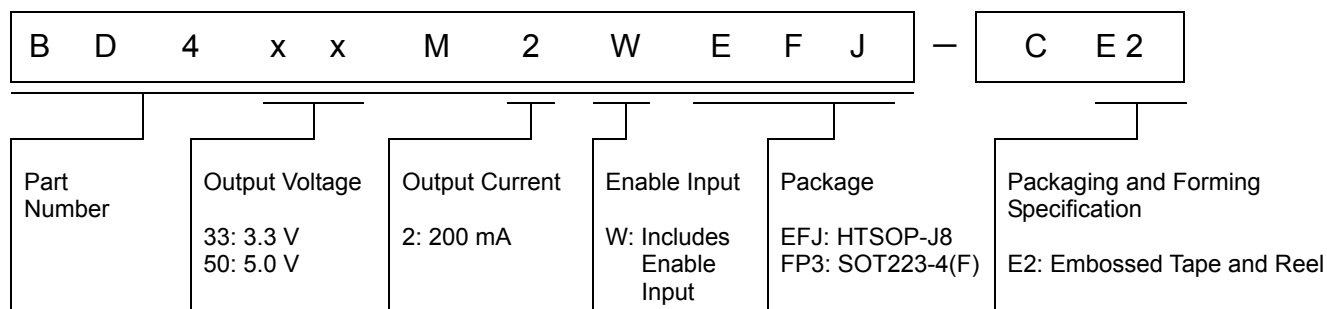 B D 4 x x M 2 W E F J – C E 2
Part
Number
Output Voltage
33: 3.3 V
50: 5.0 V
Output Current
2: 200 mA
Enable Input
W: Includes
Enable
Input
Package
EFJ: HTSOP-J8
FP3: SOT223-4(F)
Packaging and Forming
Specification
E2: Embossed Tape and Reel